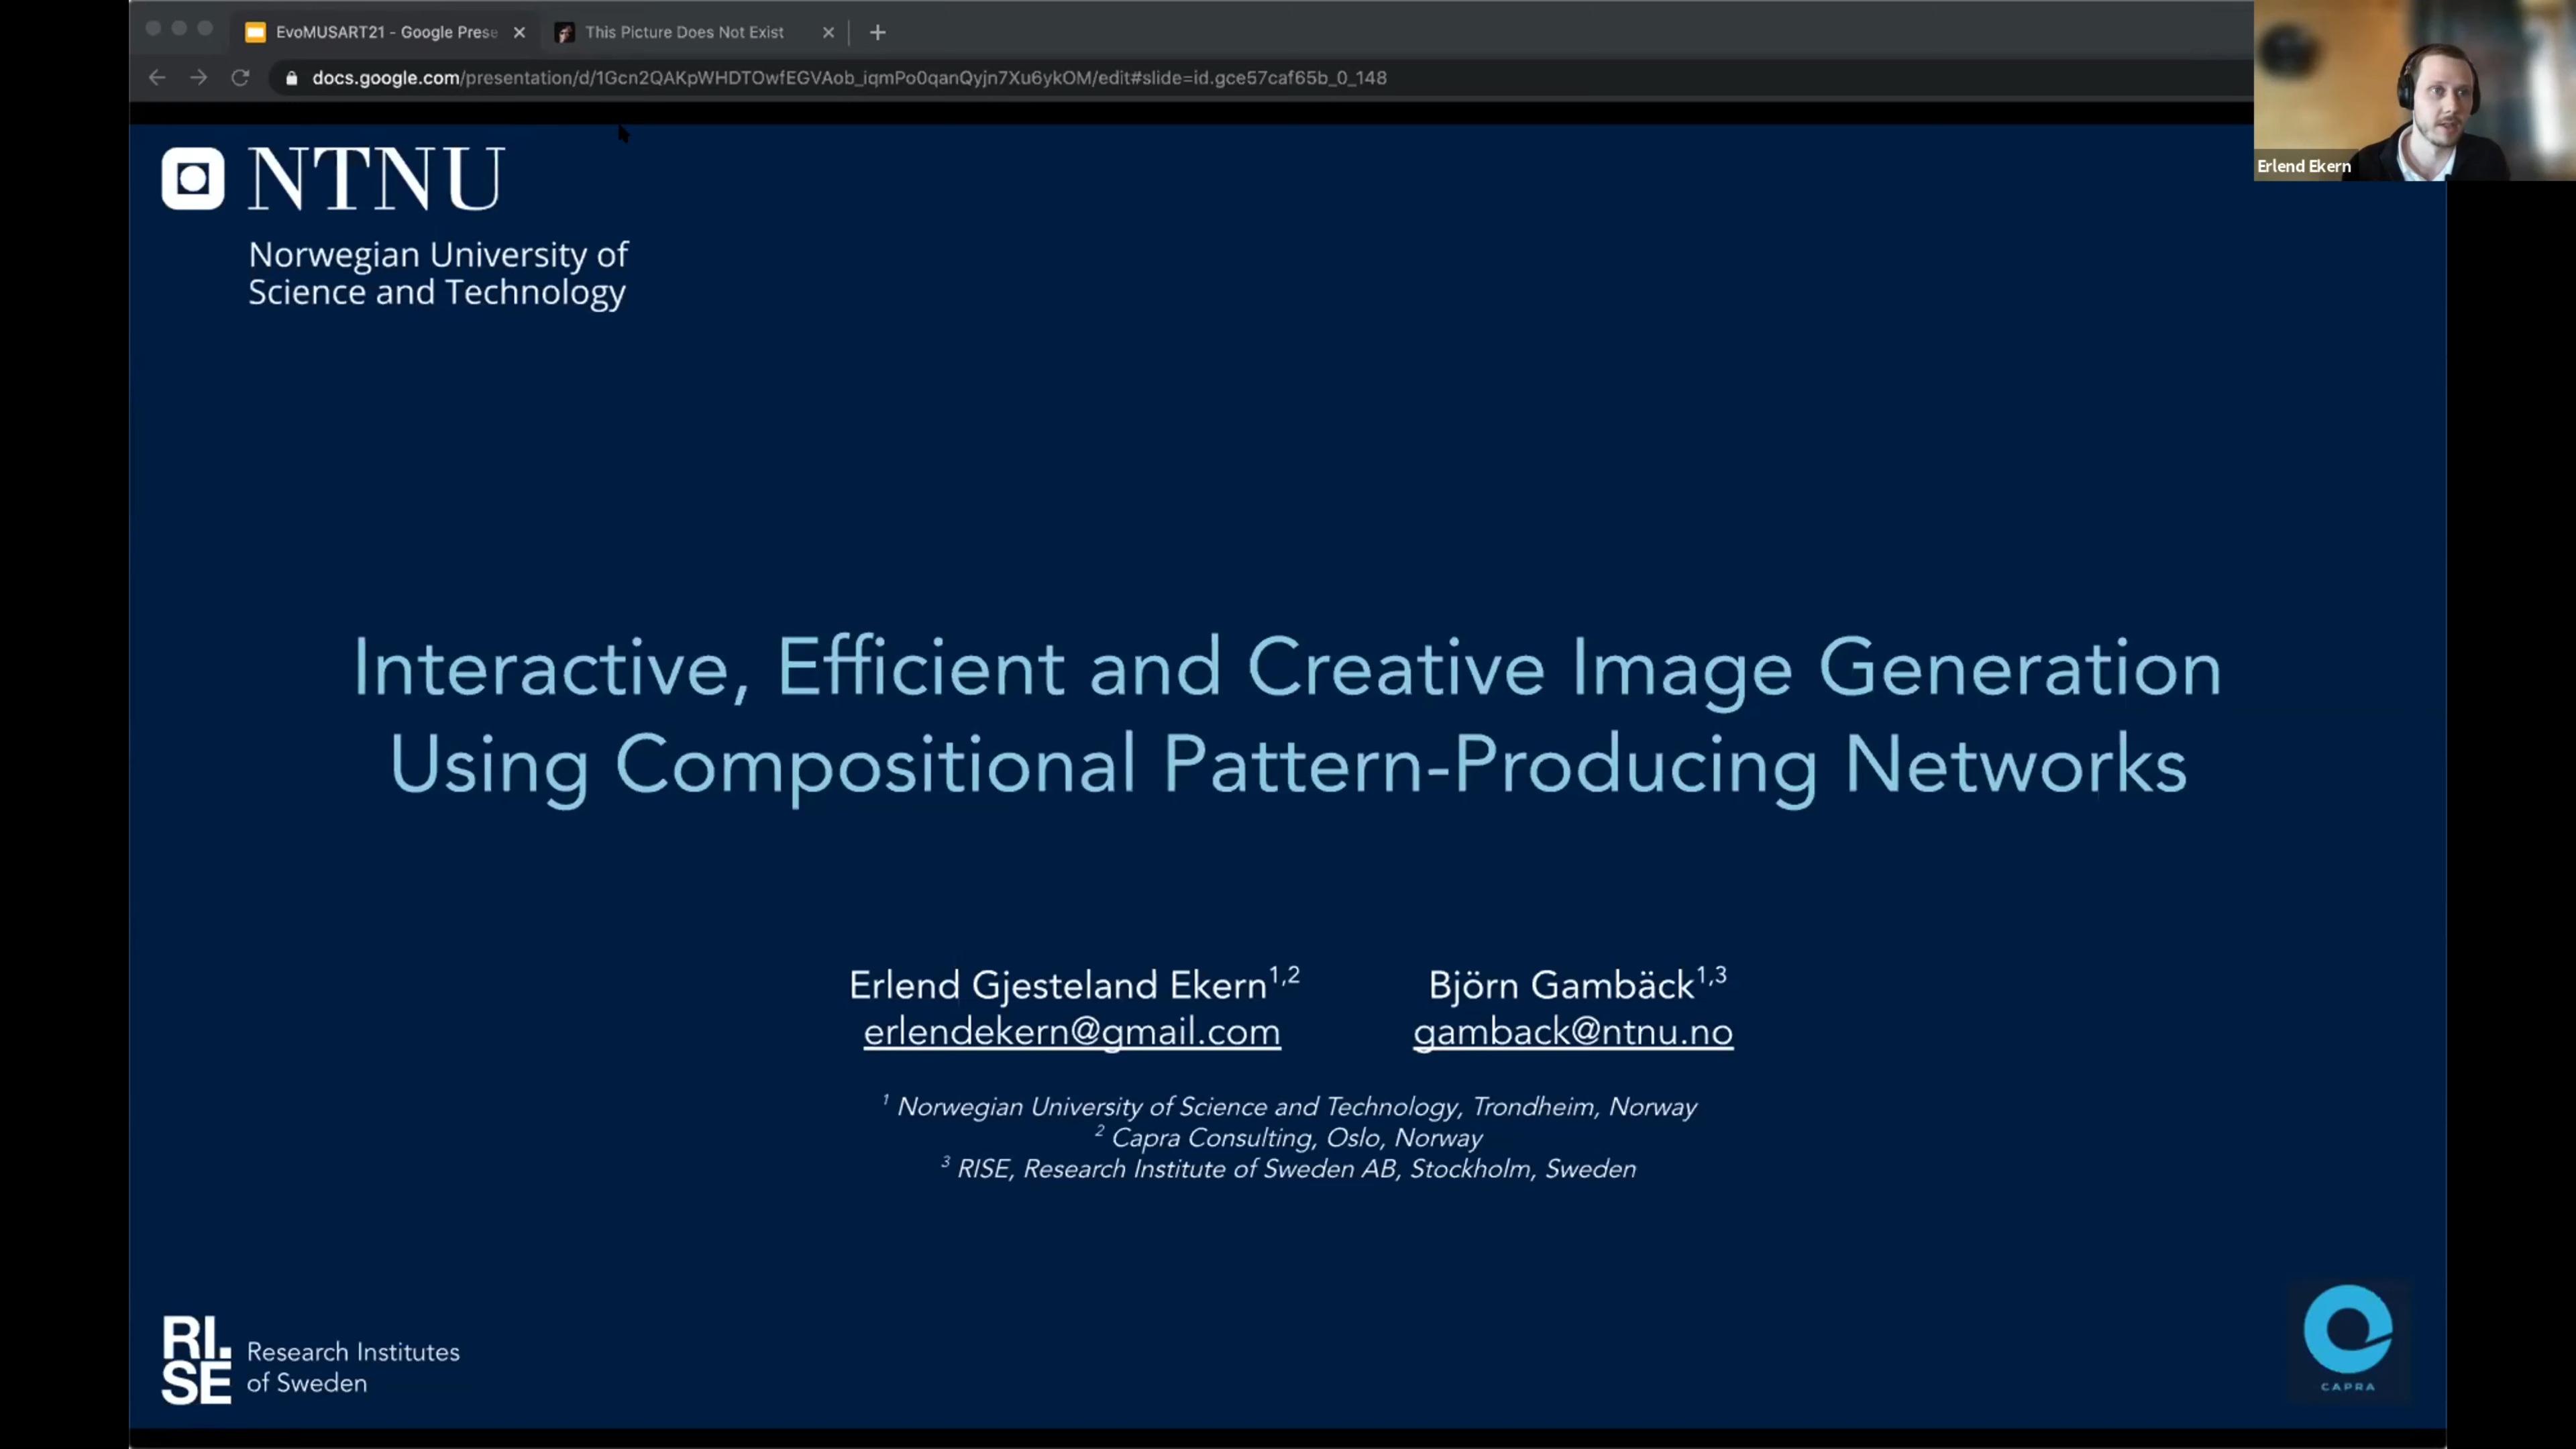 EvoMUSART21 - Google Prese
This Picture Does Not Exist
docs.google.com/presentation/d/1Gcn2QAKpWHDTOwfEGVAob_iqmPo0qanQyjn7Xu6ykOM/edit#slide=id.gce57caf65b_0_148
Erlend Ekern
NTNU
Norwegian University of
Science and Technology
Interactive, Efficient and Creative Image Generation
Using Compositional Pattern-Producing Networks
Erlend Gjesteland Ekern1,2
Björn Gambäck1,3
erlendekern@gmail.com
gamback@ntnu.no
1 Norwegian University of Science and Technology, Trondheim, Norway
2 Capra Consulting, Oslo, Norway
3 RISE, Research Institute of Sweden AB, Stockholm, Sweden
RI.
SE
Research Institutes
of Sweden
CAPRA